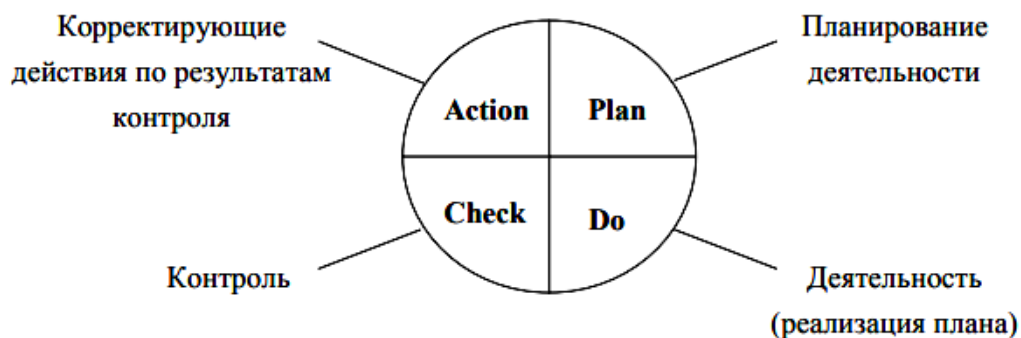 Корректирующие
действия по результатам
контроля
Планирование
деятельности
Action
Plan
Check
Do
Контроль
Деятельность
(реализация плана)